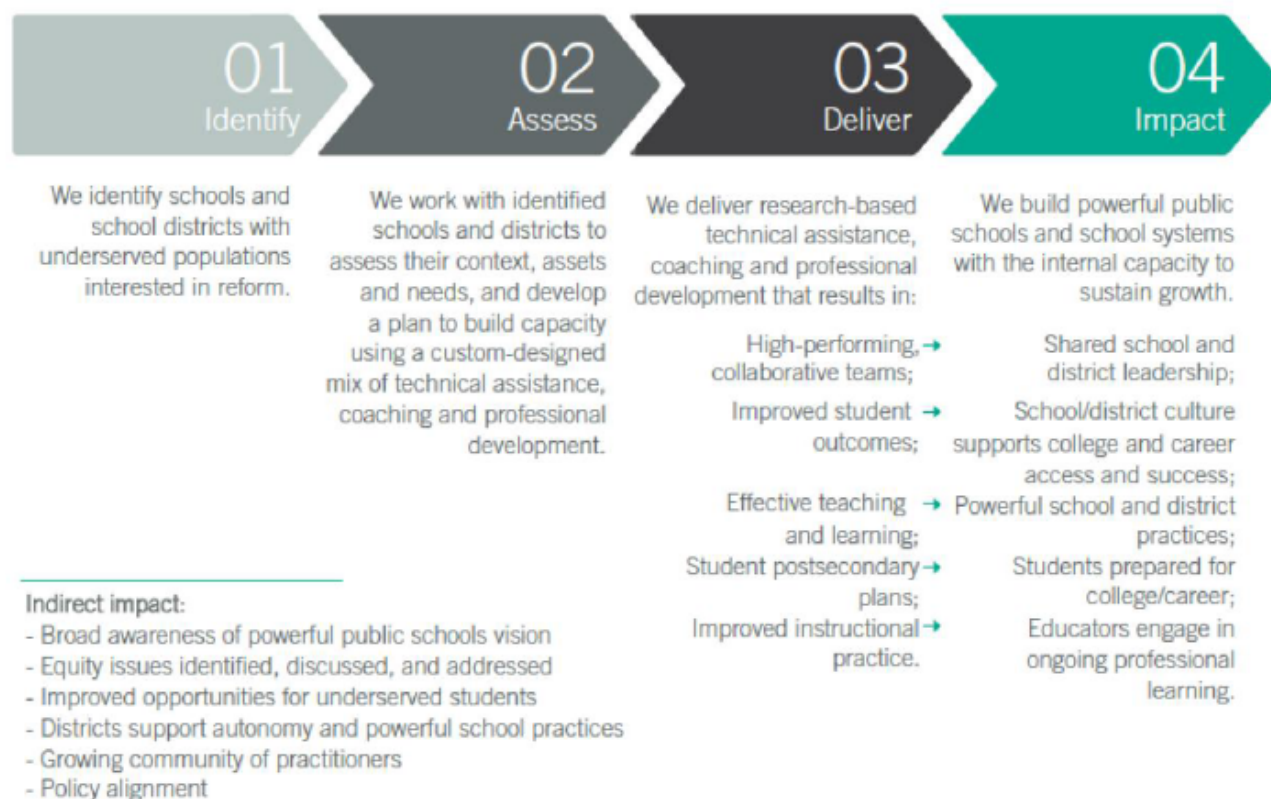 01
Identify
We identify schools and
school districts with
underserved populations
interested in reform.
02
Assess
We work with identified
schools and districts to
assess their context, assets
and needs, and develop
a plan to build capacity
using a custom-designed
mix of technical assistance,
coaching and professional
development.
03
Deliver
We deliver research-based
technical assistance,
coaching and professional
development that results in:
High-performing, →
collaborative teams;
Improved student →
outcomes;
Effective teaching →
and learning;
Student postsecondary →
plans;
Improved instructional →
practice.
04
Impact
We build powerful public
schools and school systems
with the internal capacity to
sustain growth.
Shared school and
district leadership;
School/district culture
supports college and career
access and success;
Powerful school and district
practices;
Students prepared for
college/career;
Educators engage in
ongoing professional
learning.
Indirect impact:
- Broad awareness of powerful public schools vision
- Equity issues identified, discussed, and addressed
- Improved opportunities for underserved students
- Districts support autonomy and powerful school practices
- Growing community of practitioners
- Policy alignment